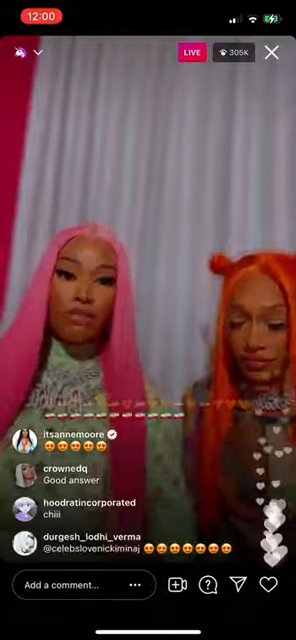 12:00
LIVE
305K
itsannemoore
😍😍😍😍😍😍
crownedq
Good answer
hoodratincorporated
chiii
durgesh_lodhi_verma
@celebslovenickiminaj 😍😍😍😍😍😍😍
Add a comment...